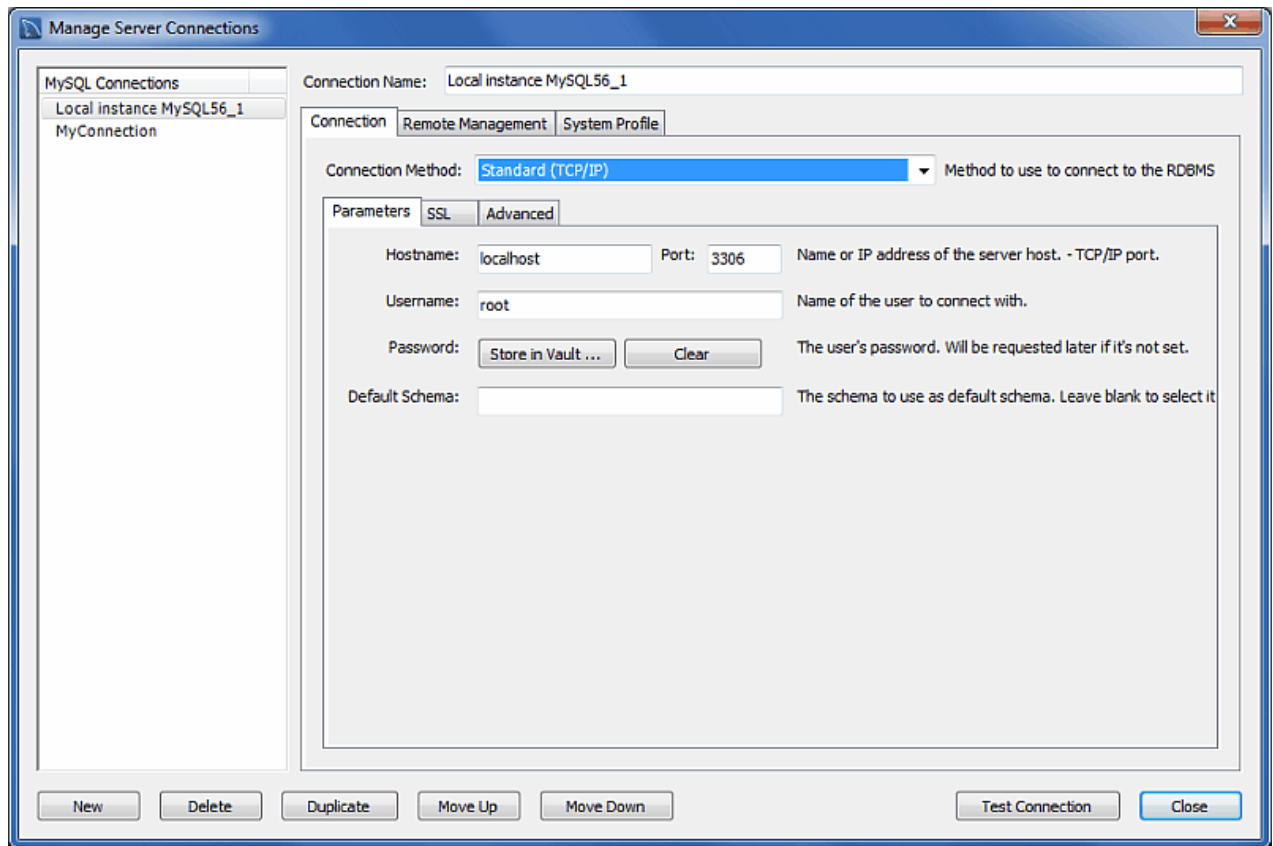 Manage Server Connections
MySQL Connections
Local instance MySQL56_1
MyConnection
Connection Name: Local instance MySQL56_1
Connection Remote Management System Profile
Connection Method: Standard (TCP/IP) Method to use to connect to the RDBMS
Parameters SSL Advanced
Hostname: localhost Port: 3306 Name or IP address of the server host. - TCP/IP port.
Username: root Name of the user to connect with.
Password: Store in Vault ... Clear The user's password. Will be requested later if it's not set.
Default Schema: The schema to use as default schema. Leave blank to select it
New Delete Duplicate Move Up Move Down Test Connection Close